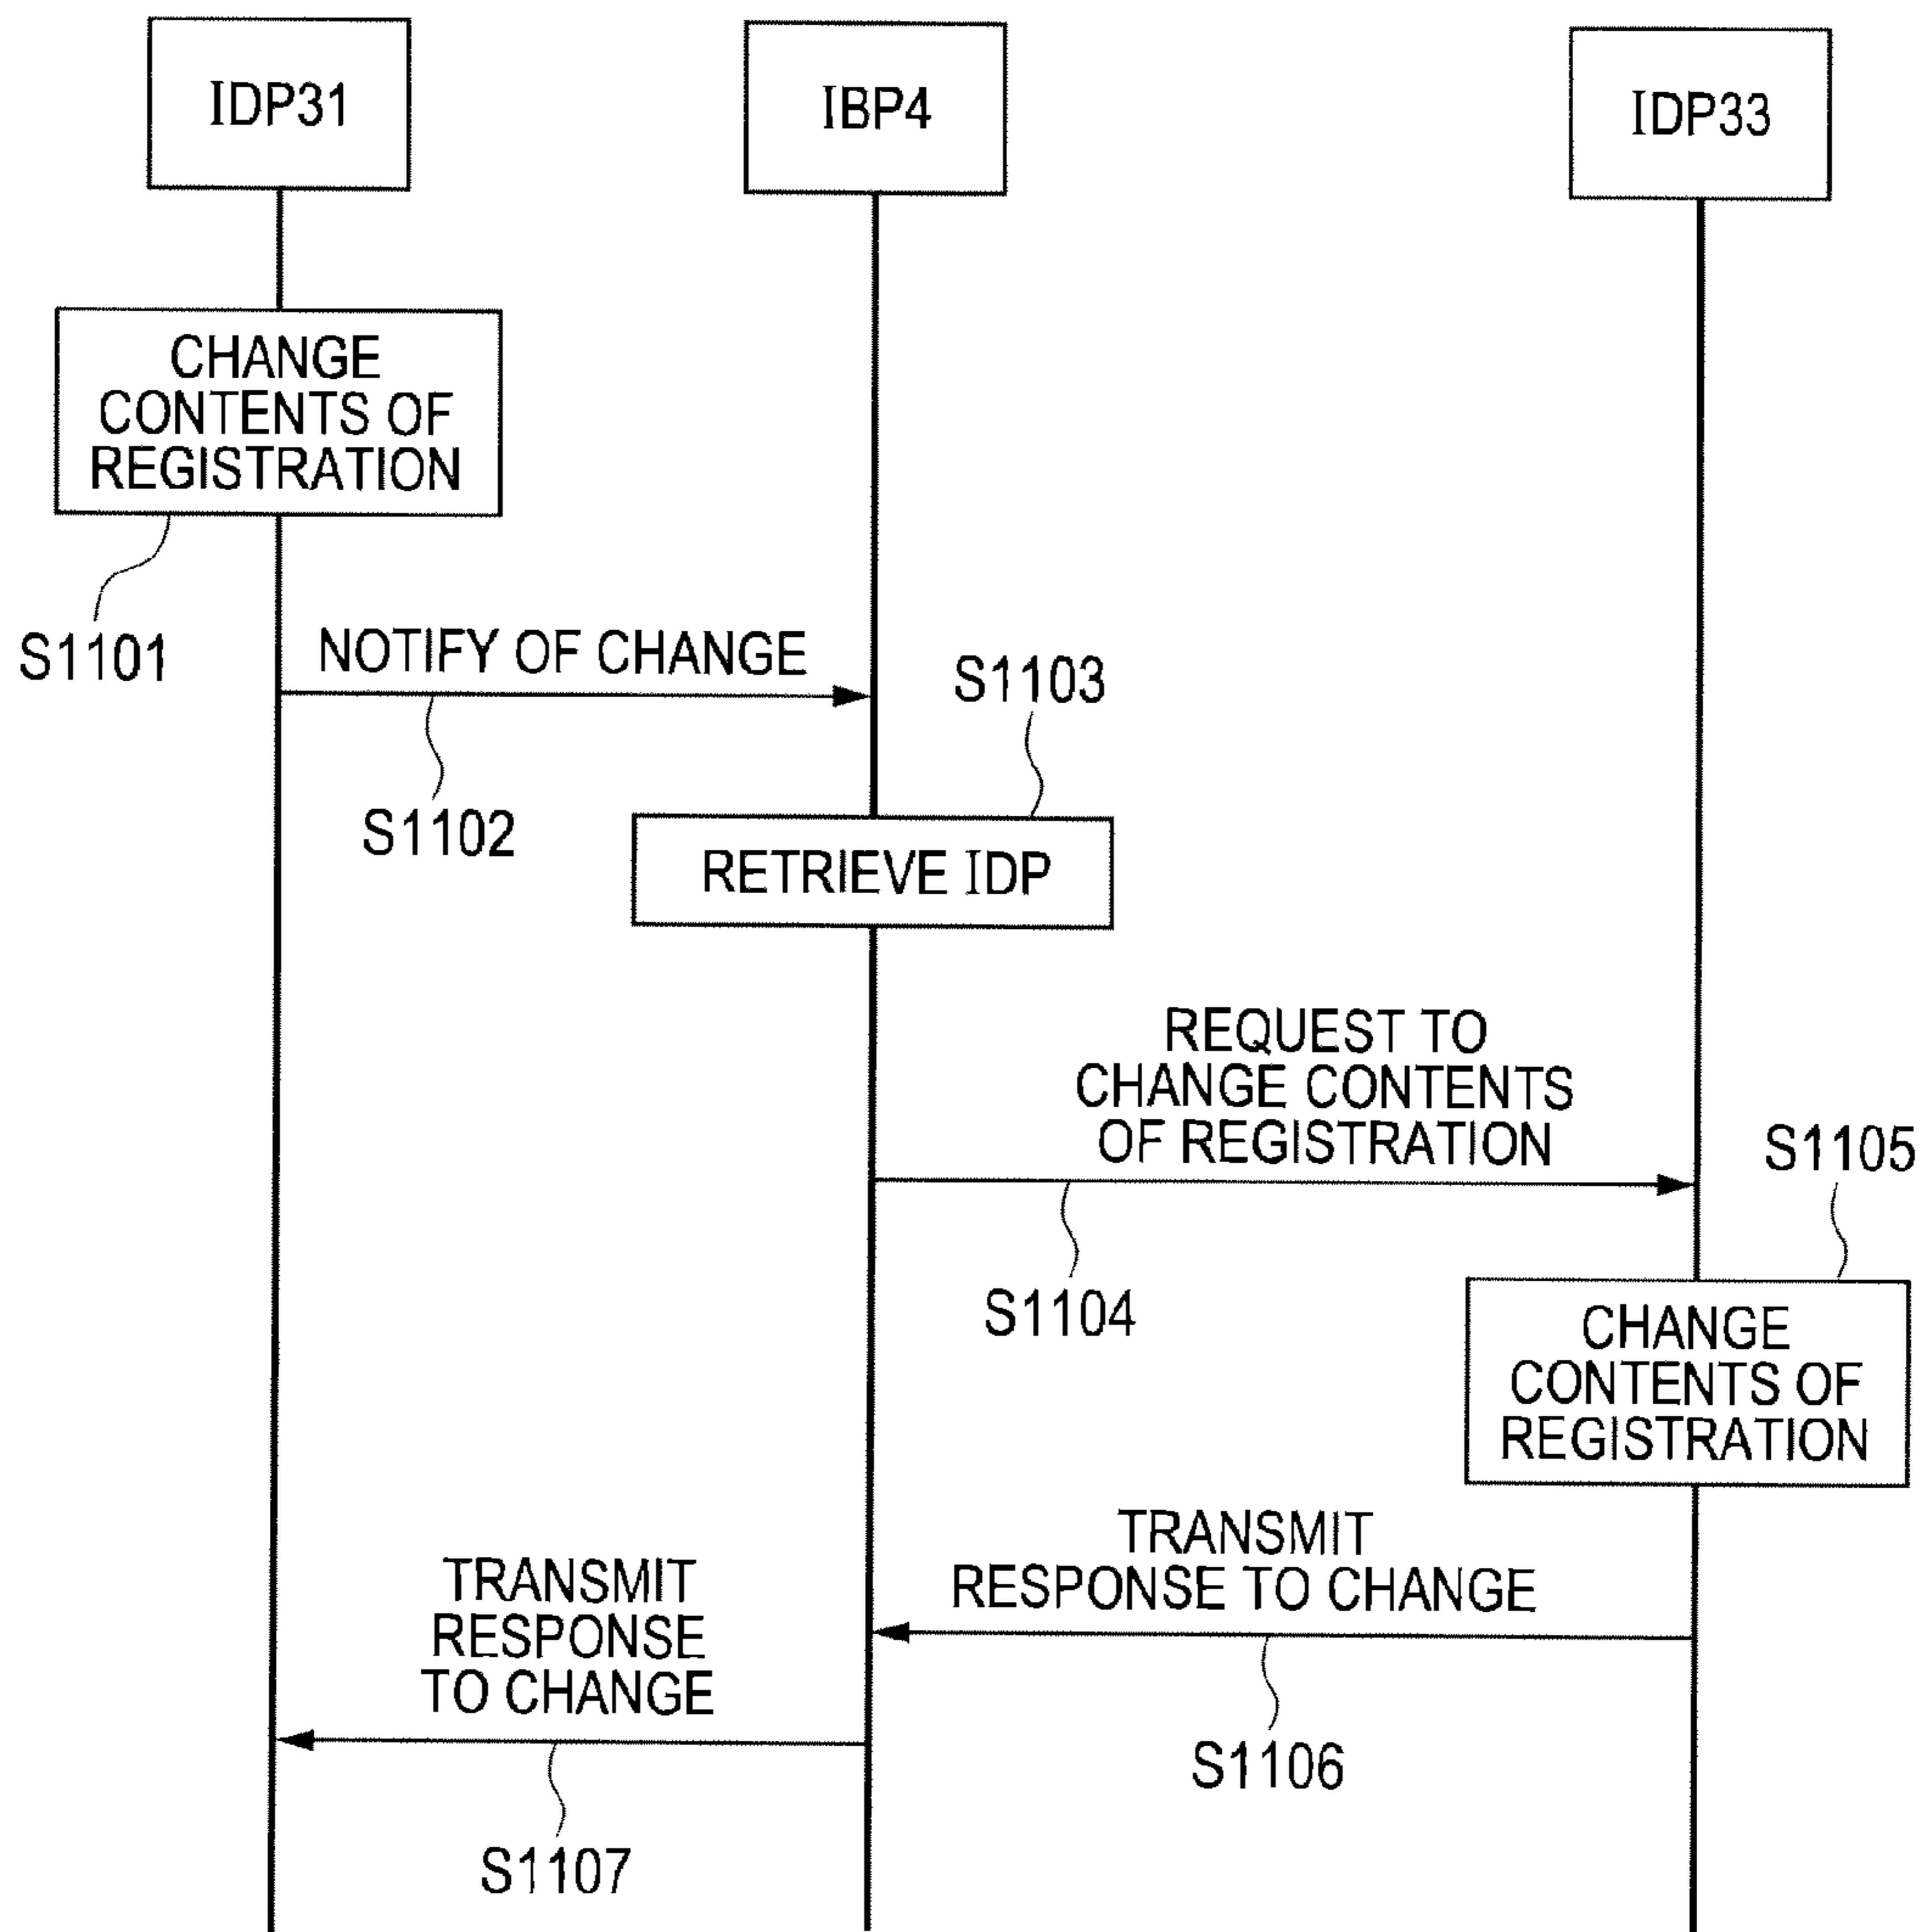 IDP31
IBP4
IDP33
CHANGE
CONTENTS OF
REGISTRATION
S1101
NOTIFY OF CHANGE
S1102
S1103
RETRIEVE IDP
REQUEST TO
CHANGE CONTENTS
OF REGISTRATION
S1104
S1105
CHANGE
CONTENTS OF
REGISTRATION
TRANSMIT
RESPONSE TO CHANGE
S1106
TRANSMIT
RESPONSE
TO CHANGE
S1107